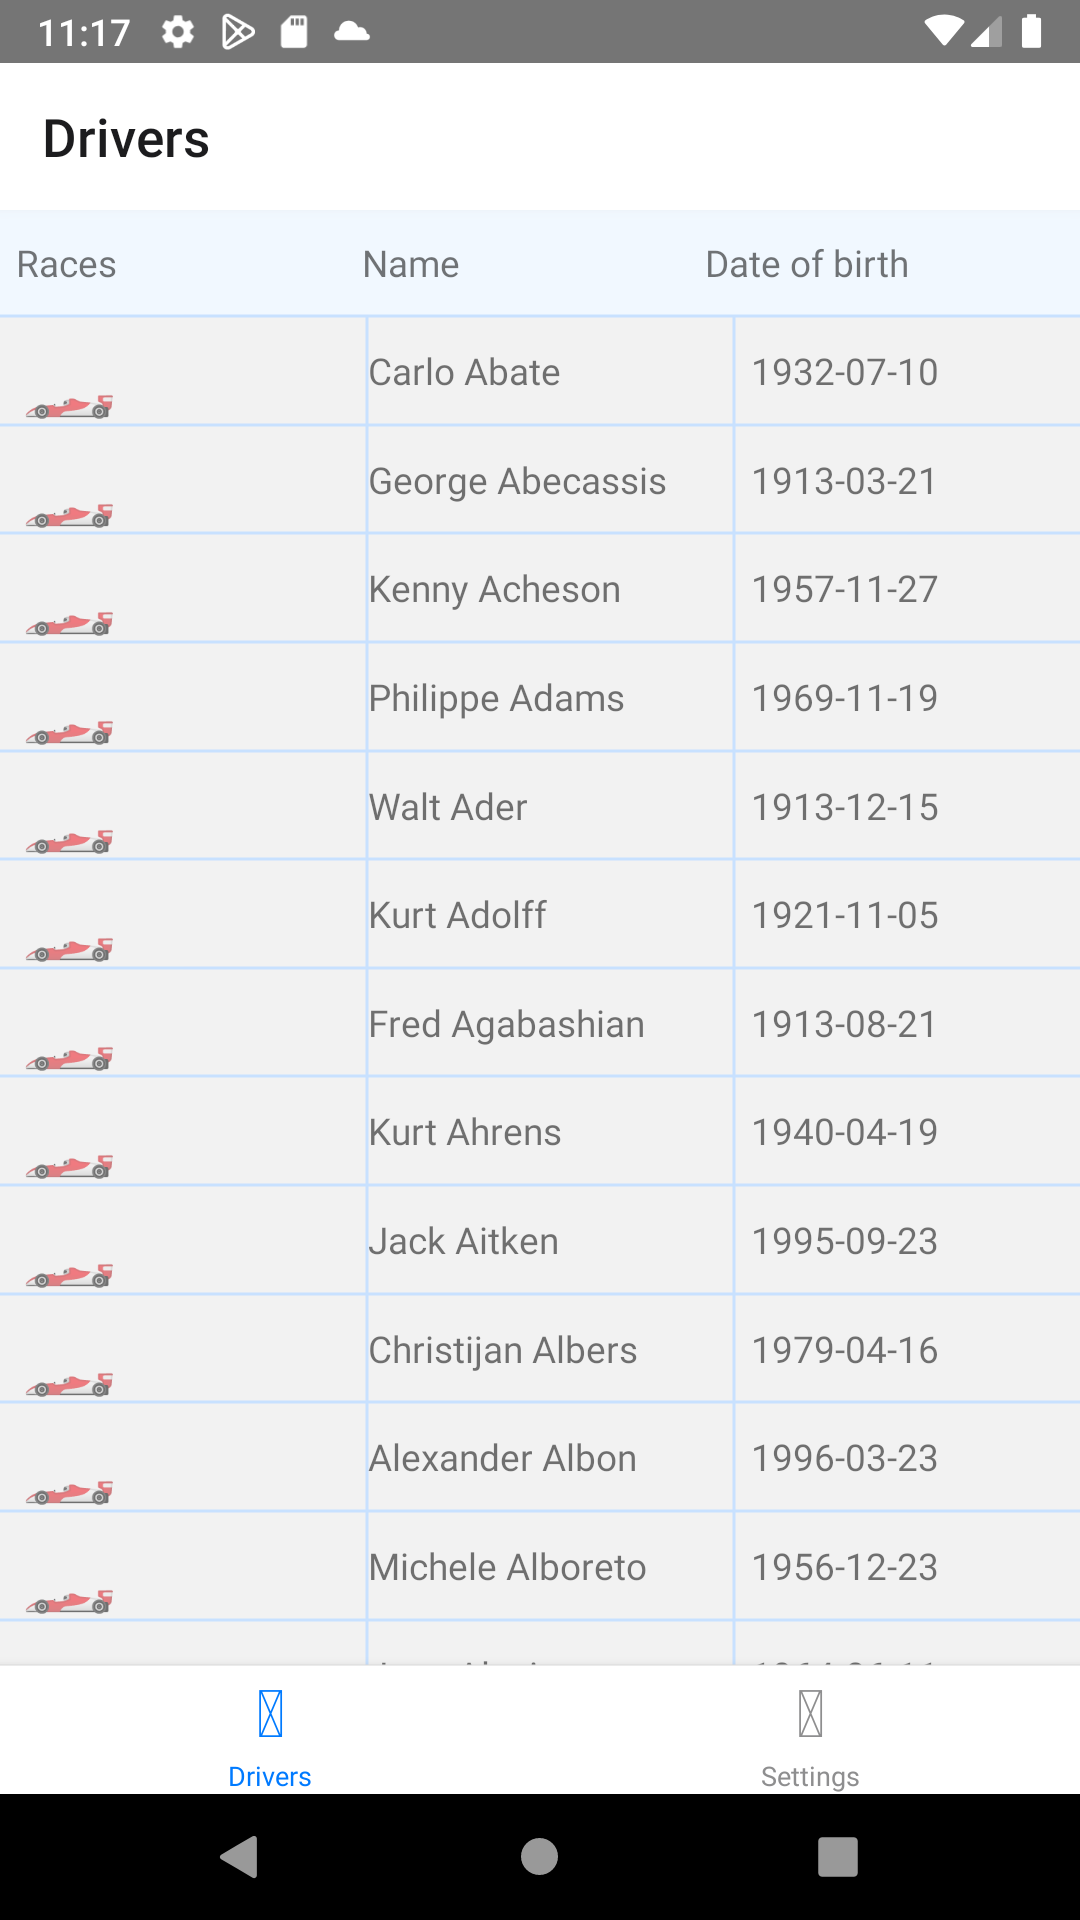 11:17
Drivers
Races Name Date of birth
Carlo Abate 1932-07-10
George Abecassis 1913-03-21
Kenny Acheson 1957-11-27
Philippe Adams 1969-11-19
Walt Ader 1913-12-15
Kurt Adolff 1921-11-05
Fred Agabashian 1913-08-21
Kurt Ahrens 1940-04-19
Jack Aitken 1995-09-23
Christijan Albers 1979-04-16
Alexander Albon 1996-03-23
Michele Alboreto 1956-12-23
Drivers Settings